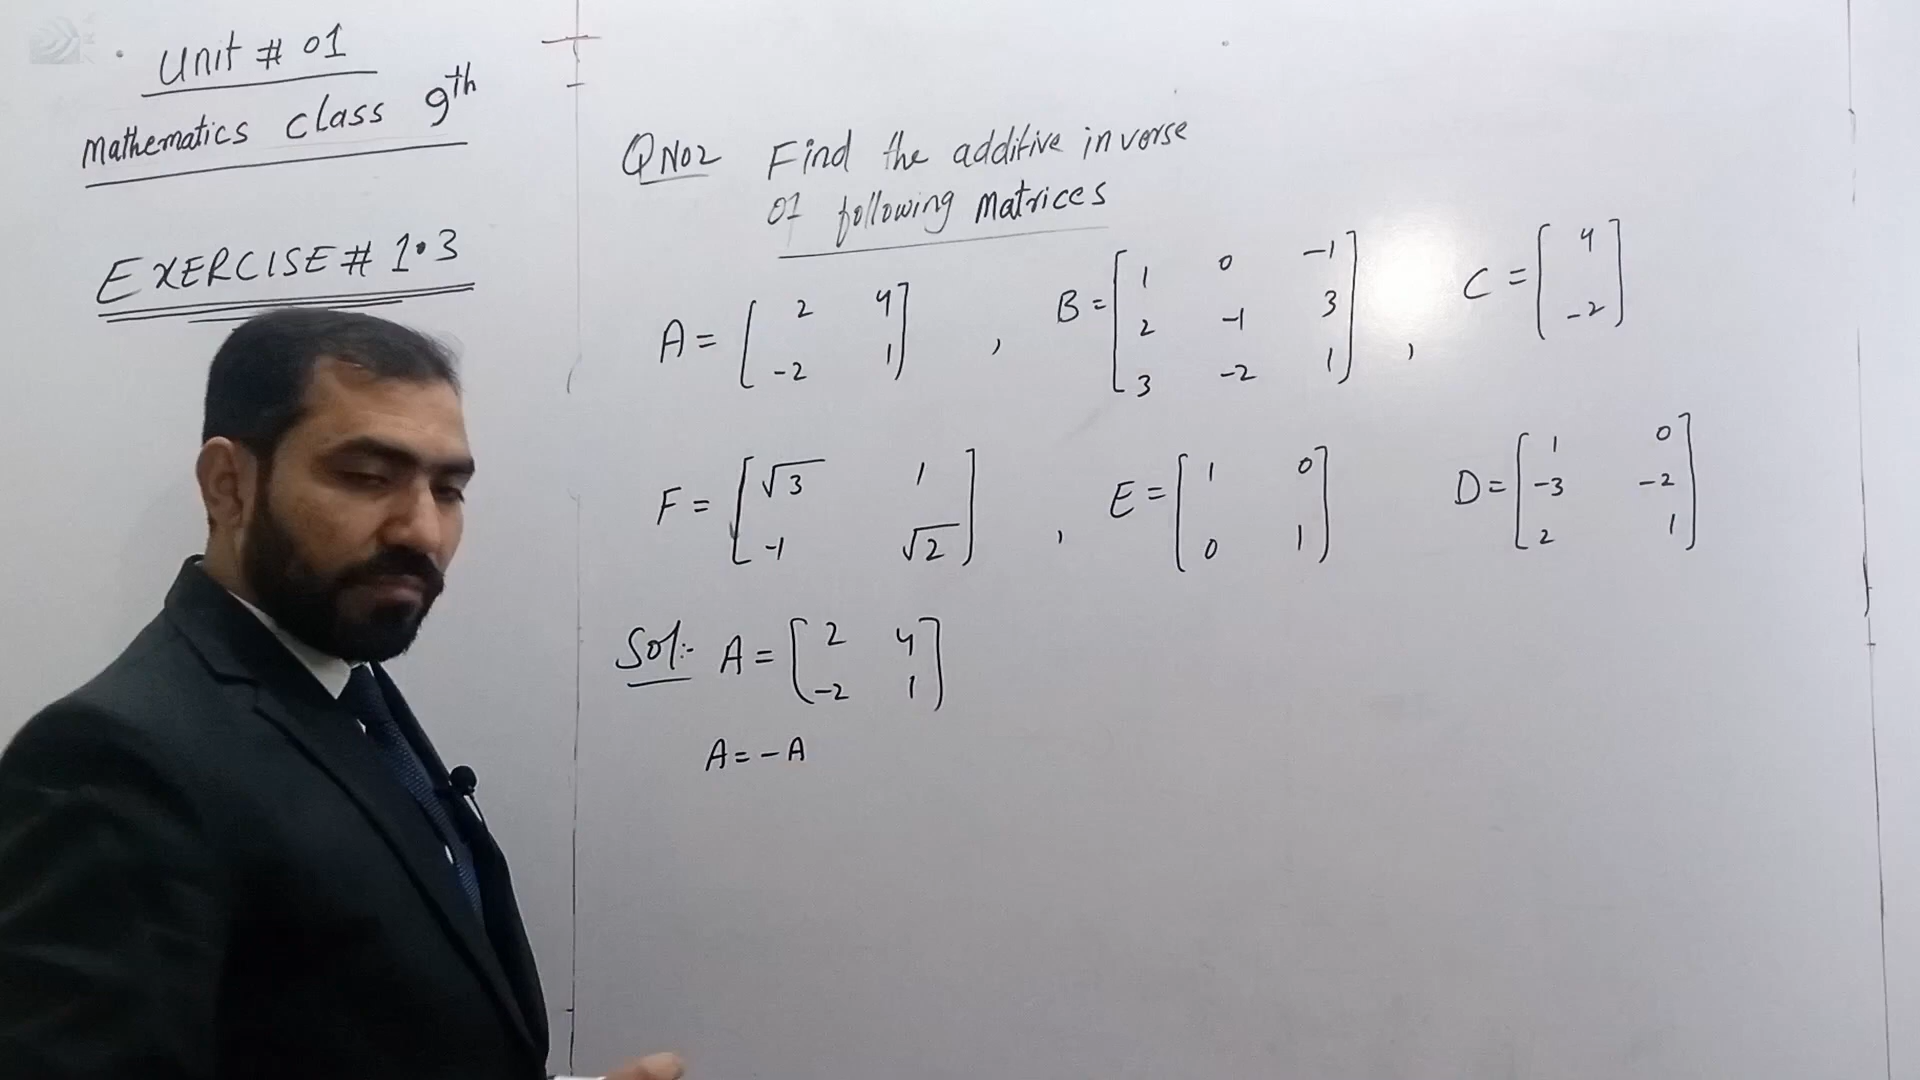 Unit # 01
Mathematics class 9th
EXERCISE # 1.3
QNO2 Find the additive inverse
of following Matrices
A = [ 2 4
-2 1 ] ,
B = [ 1 0 -1
2 -1 3
3 -2 1 ] ,
C = [ 4
-2 ]
F = [ √3 1
-1 √2 ] ,
E = [ 1 0
0 1 ]
D = [ 1 0
-3 -2
2 1 ]
Sol:- A = [ 2 4
-2 1 ]
A = -A